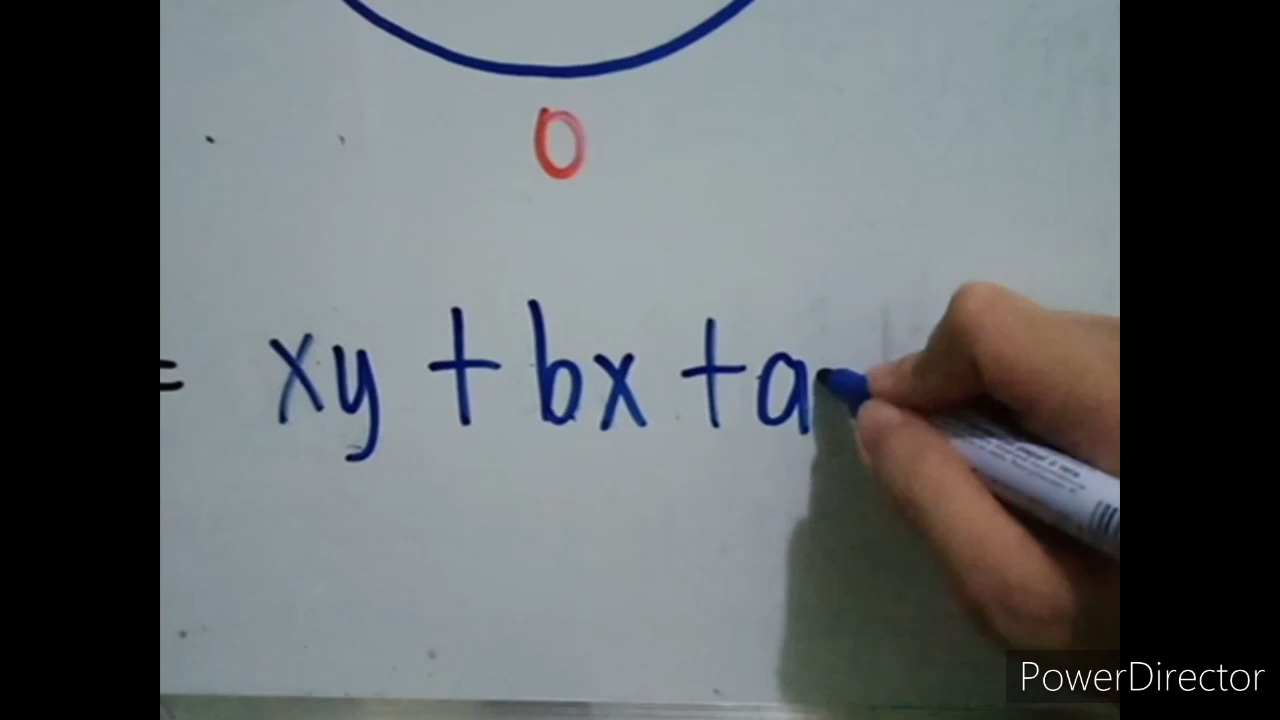 0
= xy + bx + a
PowerDirector